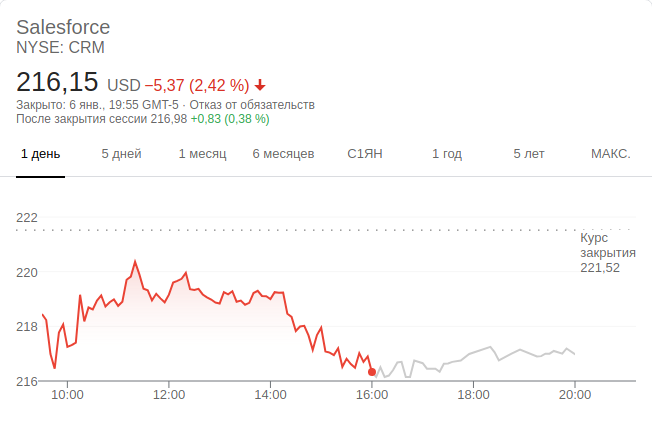 Salesforce
NYSE: CRM
216,15 USD −5,37 (2,42 %)
Закрыто: 6 янв., 19:55 GMT-5 · Отказ от обязательств
После закрытия сессии 216,98 +0,83 (0,38 %)
1 день 5 дней 1 месяц 6 месяцев С1ЯН 1 год 5 лет МАКС.
222
Курс
закрытия
221,52
220
218
216
10:00 12:00 14:00 16:00 18:00 20:00